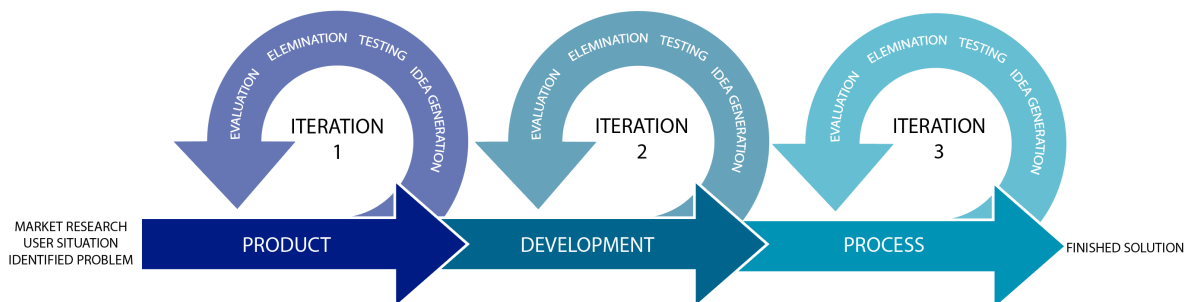 EVALUATION ELEMINATION TESTING IDEA GENERATION
ITERATION
1
EVALUATION ELEMINATION TESTING IDEA GENERATION
ITERATION
2
EVALUATION ELEMINATION TESTING IDEA GENERATION
ITERATION
3
MARKET RESEARCH
USER SITUATION
IDENTIFIED PROBLEM
PRODUCT
DEVELOPMENT
PROCESS
FINISHED SOLUTION